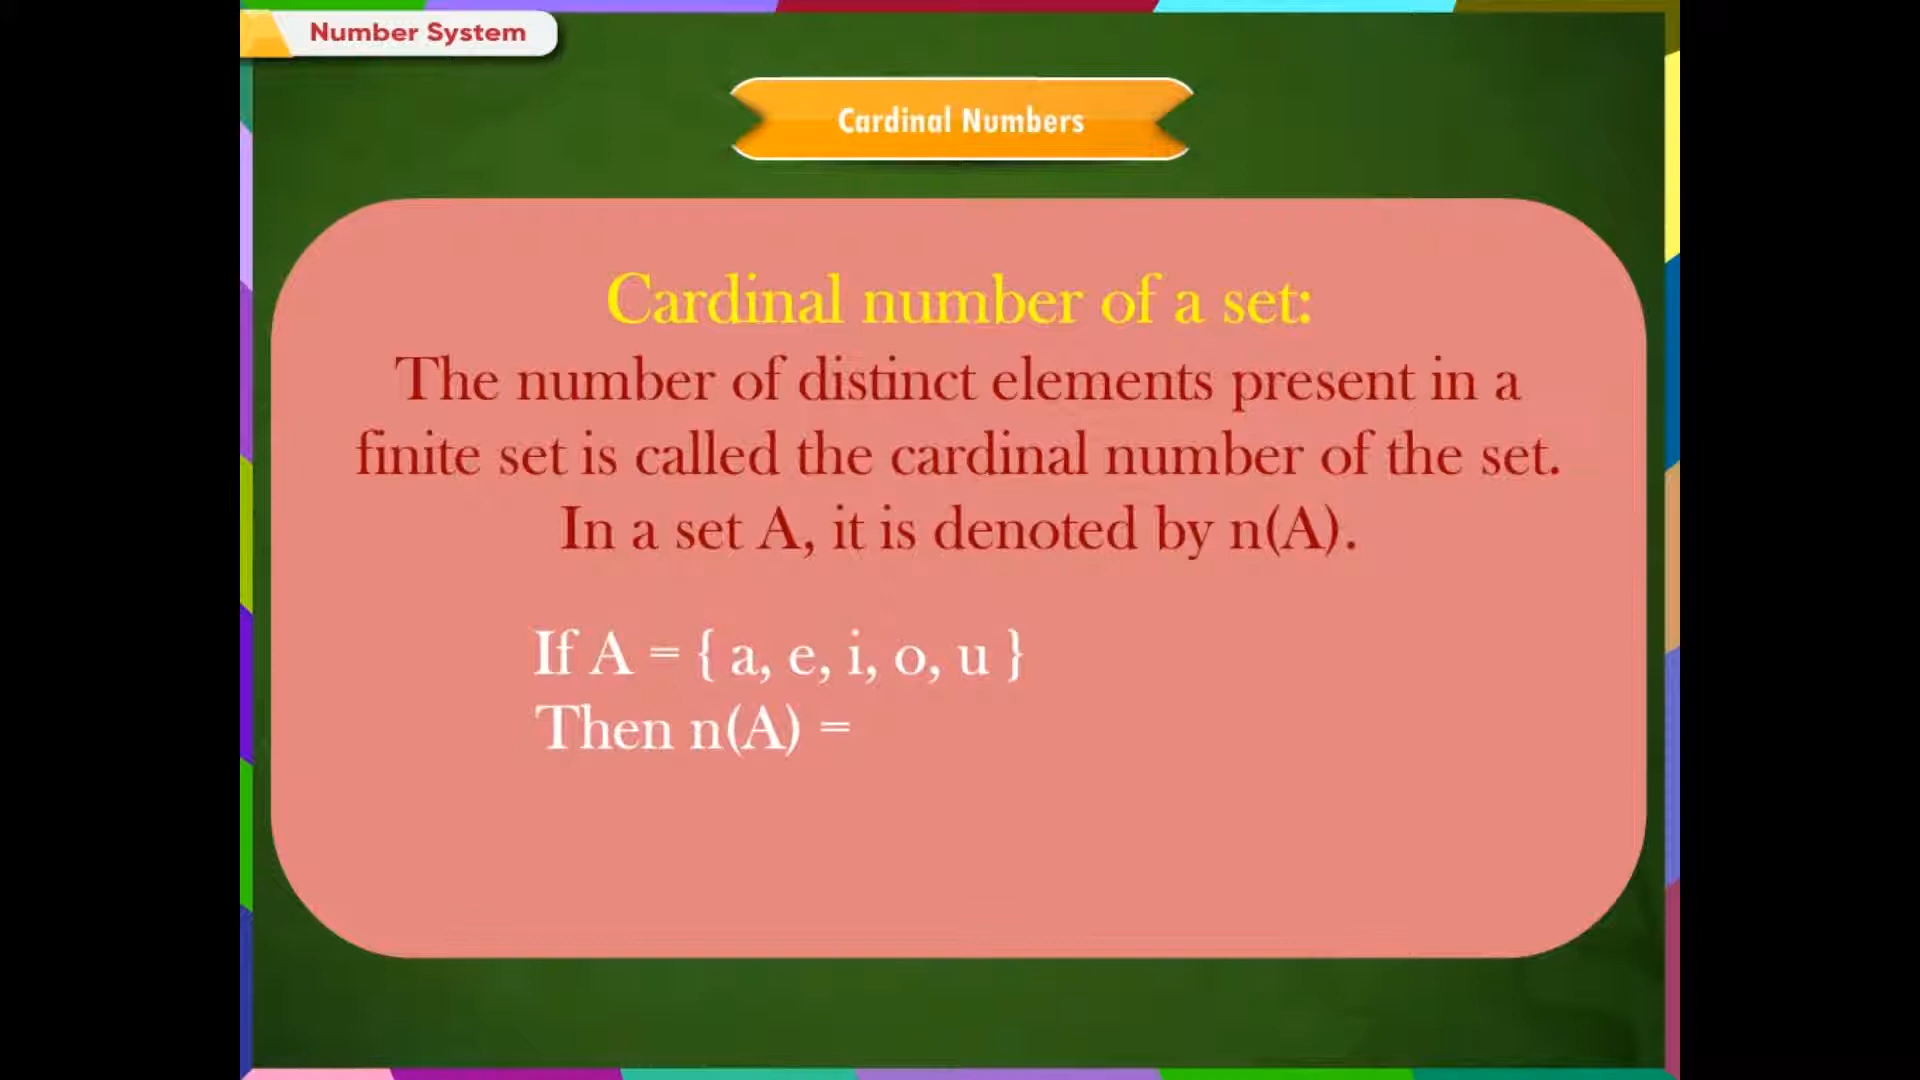 Number System
Cardinal Numbers
Cardinal number of a set:
The number of distinct elements present in a
finite set is called the cardinal number of the set.
In a set A, it is denoted by n(A).
If A = { a, e, i, o, u }
Then n(A) =